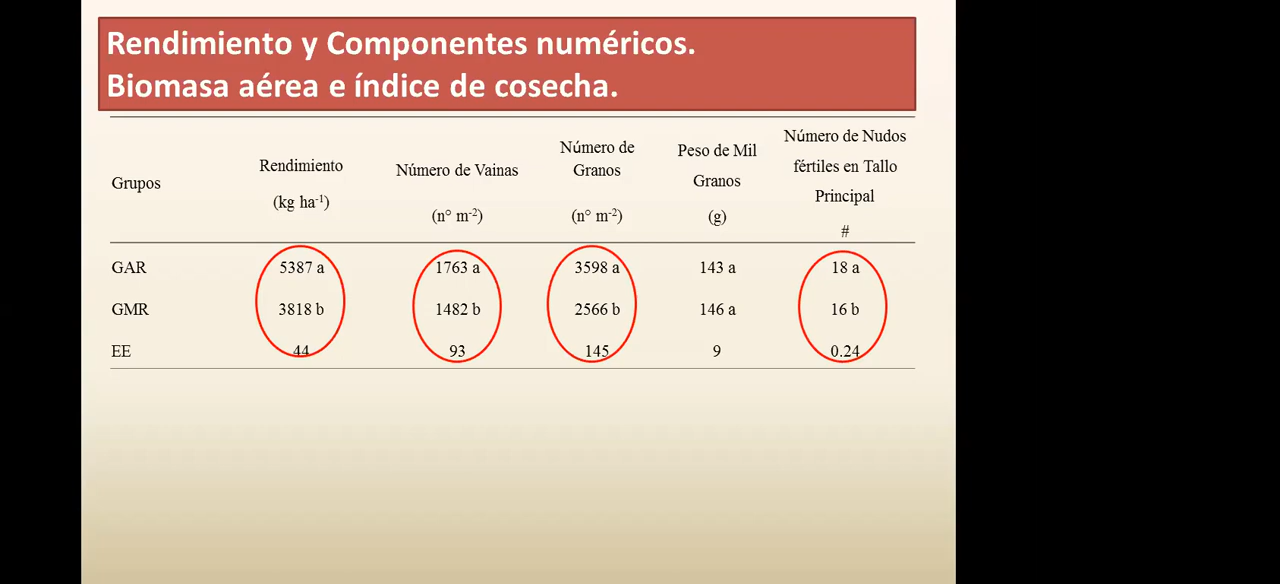 Rendimiento y Componentes numéricos.
Biomasa aérea e índice de cosecha.
Grupos
Rendimiento
(kg ha⁻¹)
Número de Vainas
(n° m⁻²)
Número de
Granos
(n° m⁻²)
Peso de Mil
Granos
(g)
Número de Nudos
fértiles en Tallo
Principal
#
GAR 5387 a 1763 a 3598 a 143 a 18 a
GMR 3818 b 1482 b 2566 b 146 a 16 b
EE 44 93 145 9 0.24